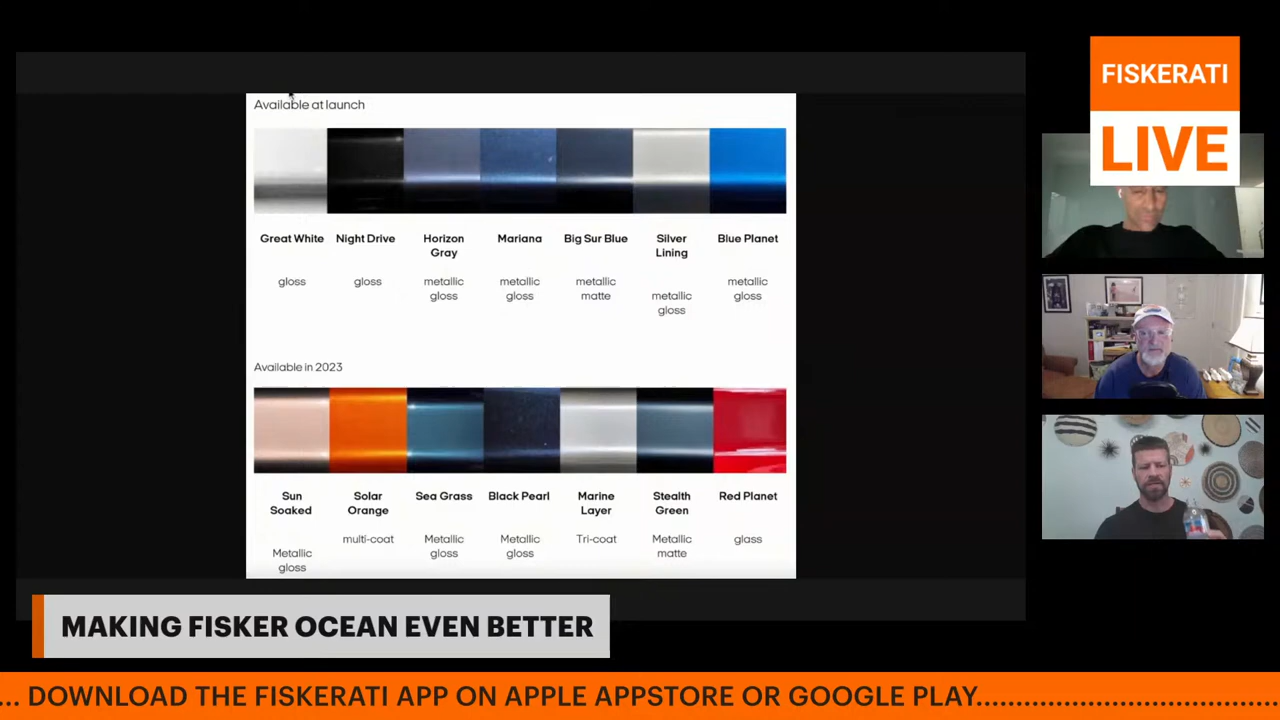 FISKERATI
LIVE
Available at launch
Great White Night Drive Horizon Gray Mariana Big Sur Blue Silver Lining Blue Planet
gloss gloss metallic gloss metallic gloss metallic matte metallic gloss metallic gloss
Available in 2023
Sun Soaked Solar Orange Sea Grass Black Pearl Marine Layer Stealth Green Red Planet
Metallic gloss multi-coat Metallic gloss Metallic gloss Tri-coat Metallic matte glass
MAKING FISKER OCEAN EVEN BETTER
... DOWNLOAD THE FISKERATI APP ON APPLE APPSTORE OR GOOGLE PLAY................................